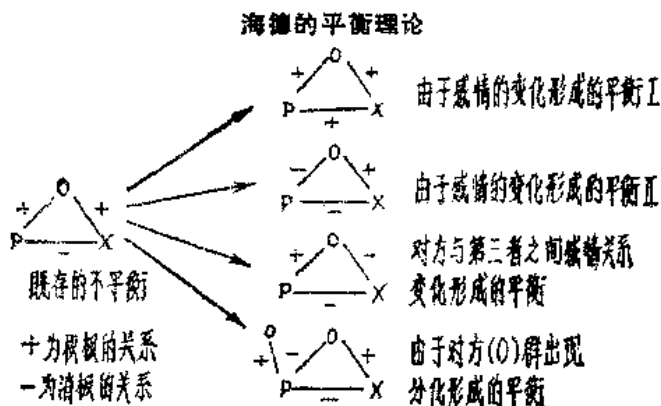 海德的平衡理论
O
+ +
P + X
由于感情的变化形成的平衡Ⅰ
O
- +
P - X
由于感情的变化形成的平衡Ⅱ
O
+ +
P - X
既存的不平衡
O
+ -
P - X
对方与第三者之间感情关系
变化形成的平衡
O O
+ - +
P - X
由于对方(O)群出现
分化形成的平衡
+为积极的关系
-为消极的关系